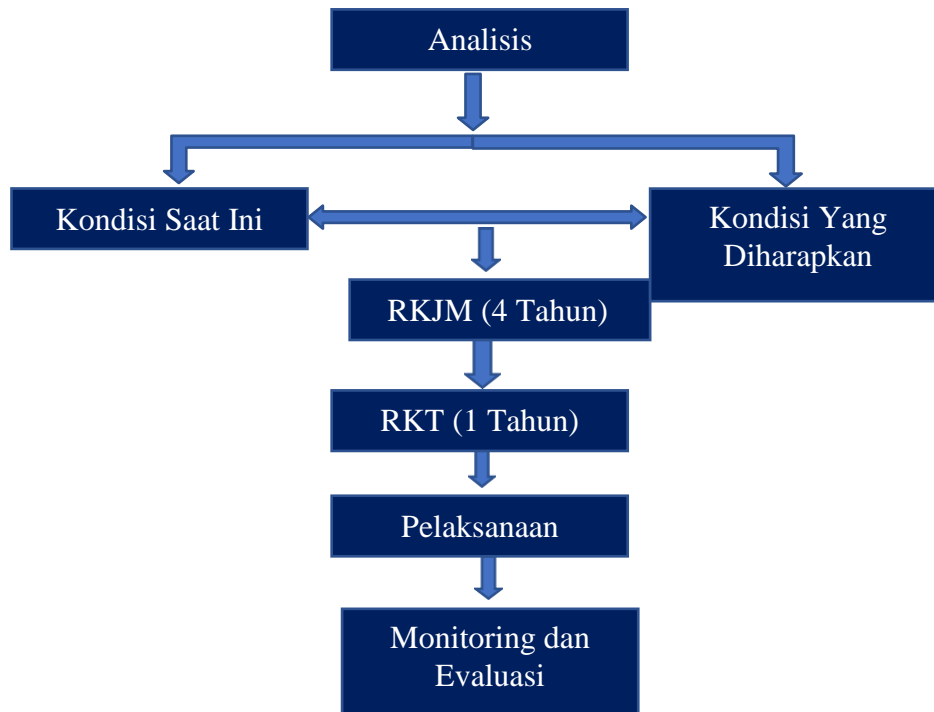 Analisis
Kondisi Saat Ini
Kondisi Yang
Diharapkan
RKJM (4 Tahun)
RKT (1 Tahun)
Pelaksanaan
Monitoring dan
Evaluasi